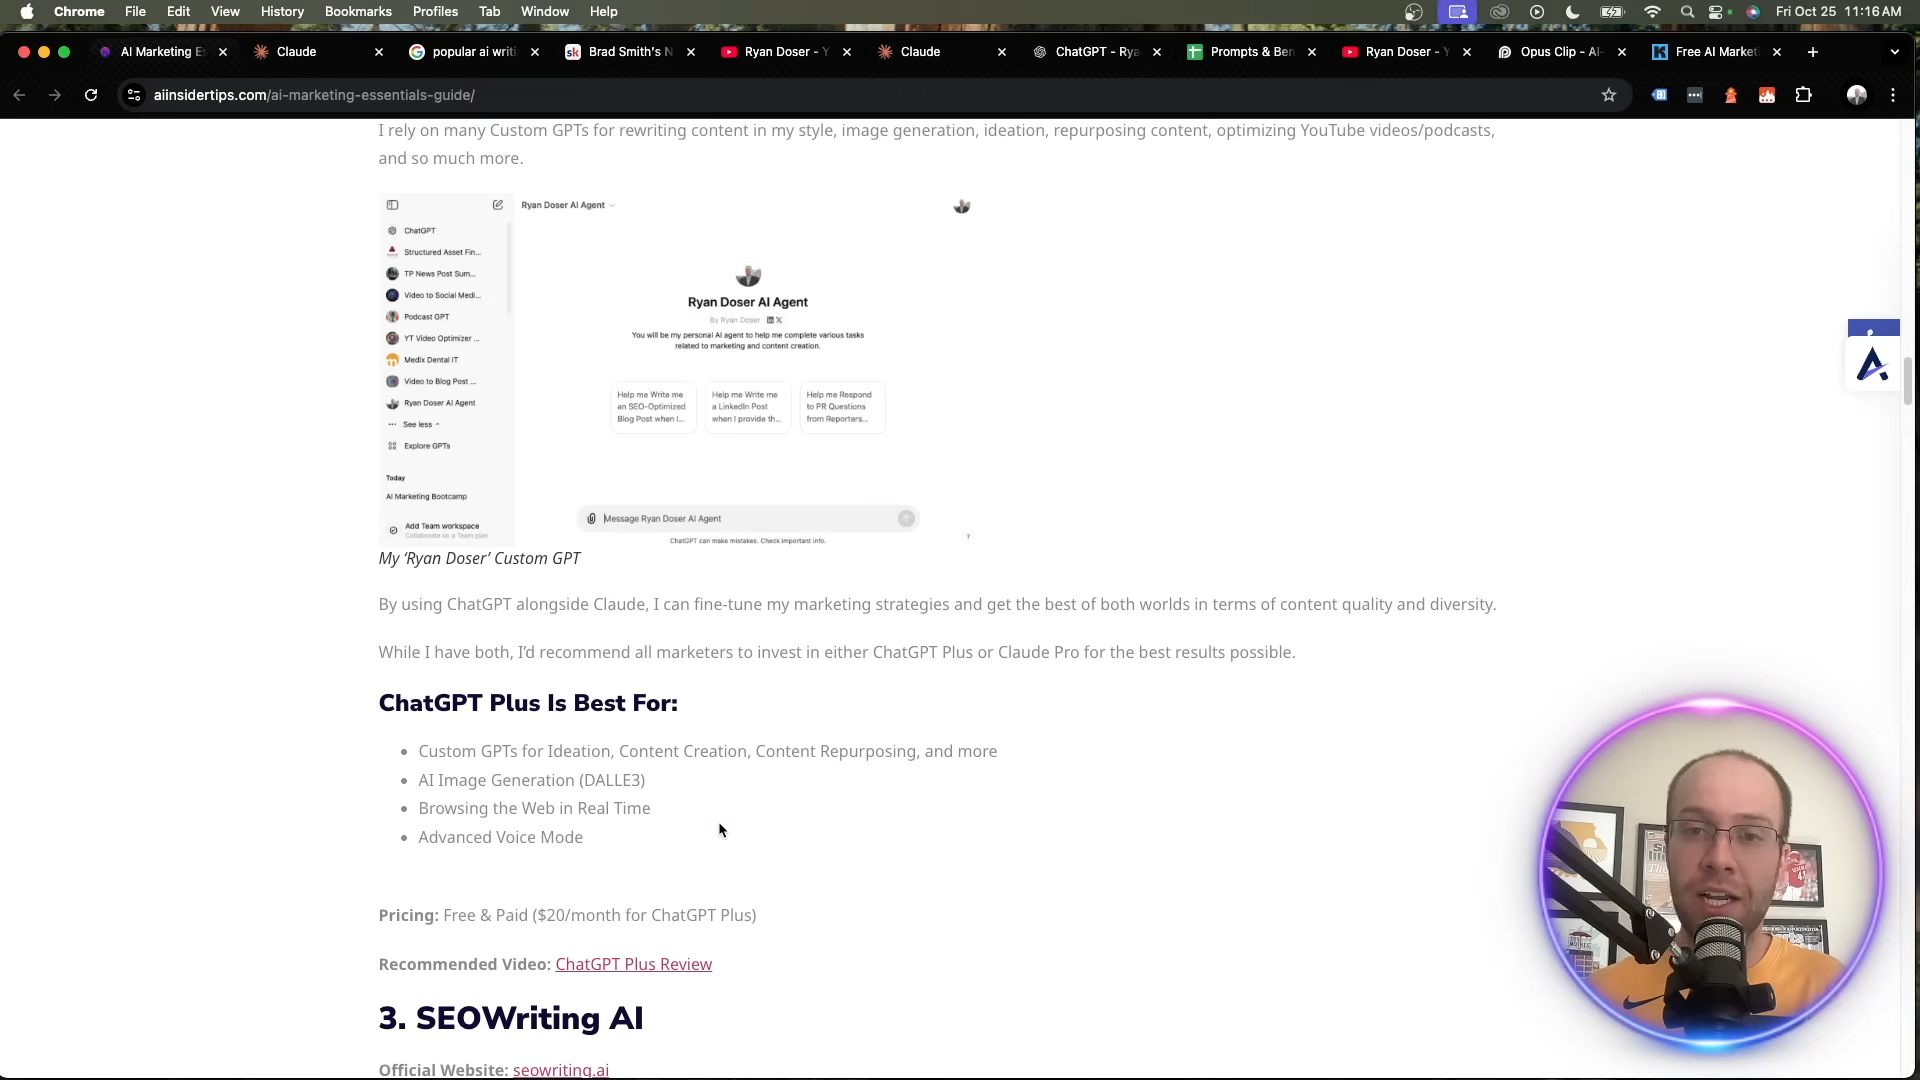 Chrome File Edit View History Bookmarks Profiles Tab Window Help Fri Oct 25 11:16 AM
AI Marketing Es Claude popular ai writi Brad Smith's N Ryan Doser - Y Claude ChatGPT - Rya Prompts & Ben Ryan Doser - Y Opus Clip - AI- Free AI Market
aiinsidertips.com/ai-marketing-essentials-guide/
I rely on many Custom GPTs for rewriting content in my style, image generation, ideation, repurposing content, optimizing YouTube videos/podcasts,
and so much more.
Ryan Doser AI Agent
ChatGPT
Structured Asset Fin...
TP News Post Sum...
Video to Social Medi...
Podcast GPT
YT Video Optimizer ...
Medix Dental IT
Video to Blog Post ...
Ryan Doser AI Agent
See less
Explore GPTs
Today
AI Marketing Bootcamp
Add Team workspace
Collaborate on a Team plan
Ryan Doser AI Agent
By Ryan Doser
You will be my personal AI agent to help me complete various tasks
related to marketing and content creation.
Help me Write me
an SEO-Optimized
Blog Post when I...
Help me Write me
a LinkedIn Post
when I provide th...
Help me Respond
to PR Questions
from Reporters...
Message Ryan Doser AI Agent
ChatGPT can make mistakes. Check important info.
?
My ‘Ryan Doser’ Custom GPT
By using ChatGPT alongside Claude, I can fine-tune my marketing strategies and get the best of both worlds in terms of content quality and diversity.
While I have both, I’d recommend all marketers to invest in either ChatGPT Plus or Claude Pro for the best results possible.
ChatGPT Plus Is Best For:
Custom GPTs for Ideation, Content Creation, Content Repurposing, and more
AI Image Generation (DALLE3)
Browsing the Web in Real Time
Advanced Voice Mode
Pricing: Free & Paid ($20/month for ChatGPT Plus)
Recommended Video: ChatGPT Plus Review
3. SEOWriting AI
Official Website: seowriting.ai